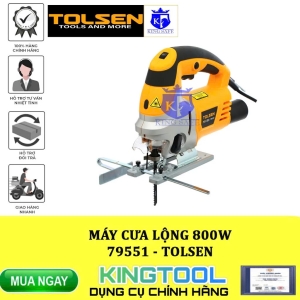 TOLSEN
TOOLS AND MORE
KINGSAFE
100% CHÍNH HÃNG
HỖ TRỢ TƯ VẤN
NHIỆT TÌNH
HỖ TRỢ
ĐỔI TRẢ
GIAO HÀNG
NHANH
TOLSEN
MÁY CƯA LỘNG 800W
79551 - TOLSEN
MUA NGAY
KINGTOOL
DỤNG CỤ CHÍNH HÃNG